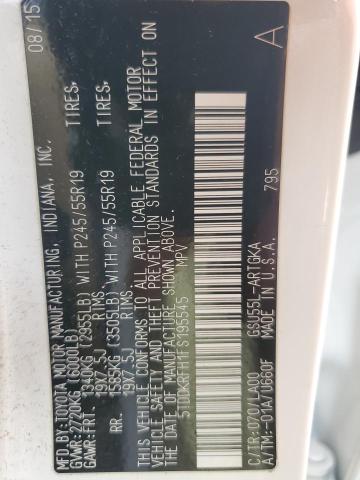 MFD.BY:TOYOTA MOTOR MANUFACTURING, INDIANA, INC. 08/15
GVWR:2720KG (6000LB)
GAWR:FRT. 1340KG (2955LB) WITH P245/55R19 TIRES,
19X7.5J RIMS
RR. 1585KG (3505LB) WITH P245/55R19 TIRES,
19X7.5J RIMS
THIS VEHICLE CONFORMS TO ALL APPLICABLE FEDERAL MOTOR
VEHICLE SAFETY AND THEFT PREVENTION STANDARDS IN EFFECT ON
THE DATE OF MANUFACTURE SHOWN ABOVE.
5TDDKRFH1FS195545 MPV
A
C/TR:070/LA00 GSU55L-ARTGKA 795
A/TM:-01A/U660F MADE IN U.S.A.